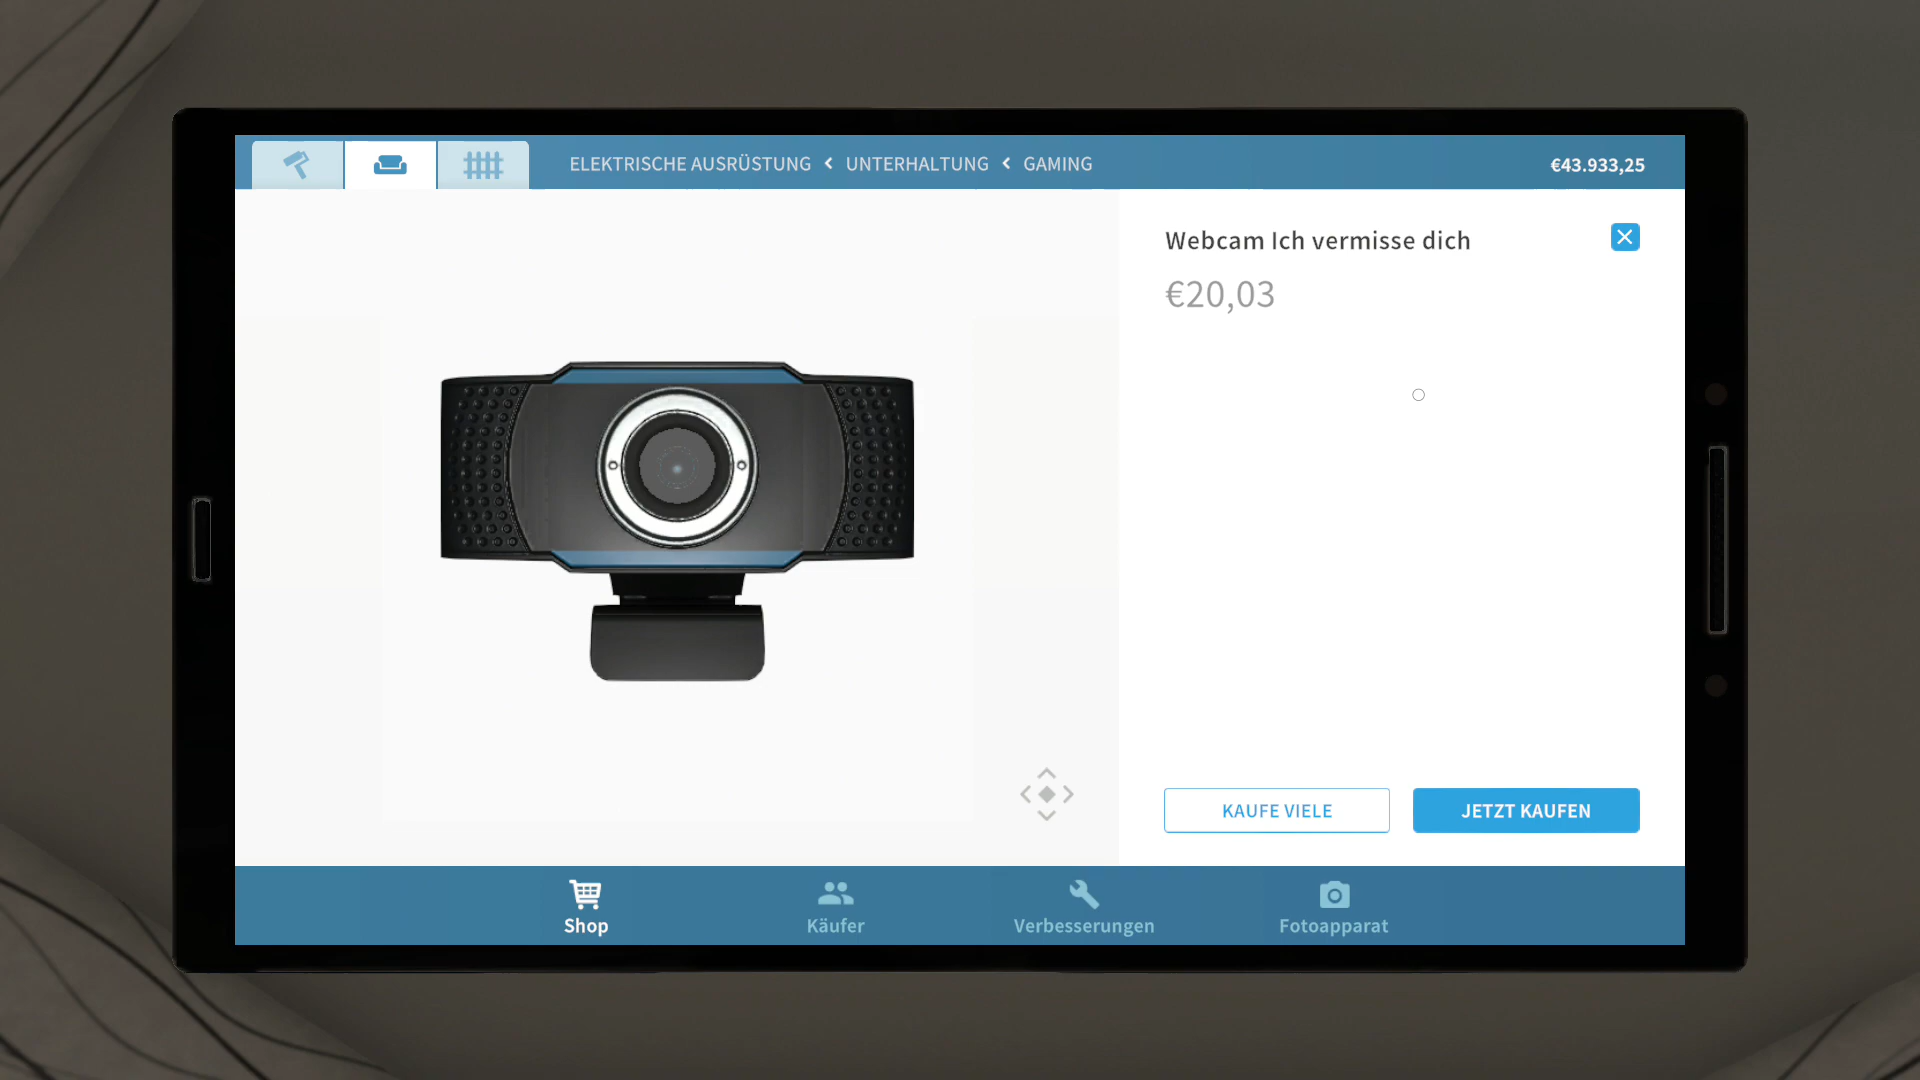 ELEKTRISCHE AUSRÜSTUNG < UNTERHALTUNG < GAMING
€43.933,25
Webcam Ich vermisse dich
€20,03
KAUFE VIELE
JETZT KAUFEN
Shop
Käufer
Verbesserungen
Fotoapparat